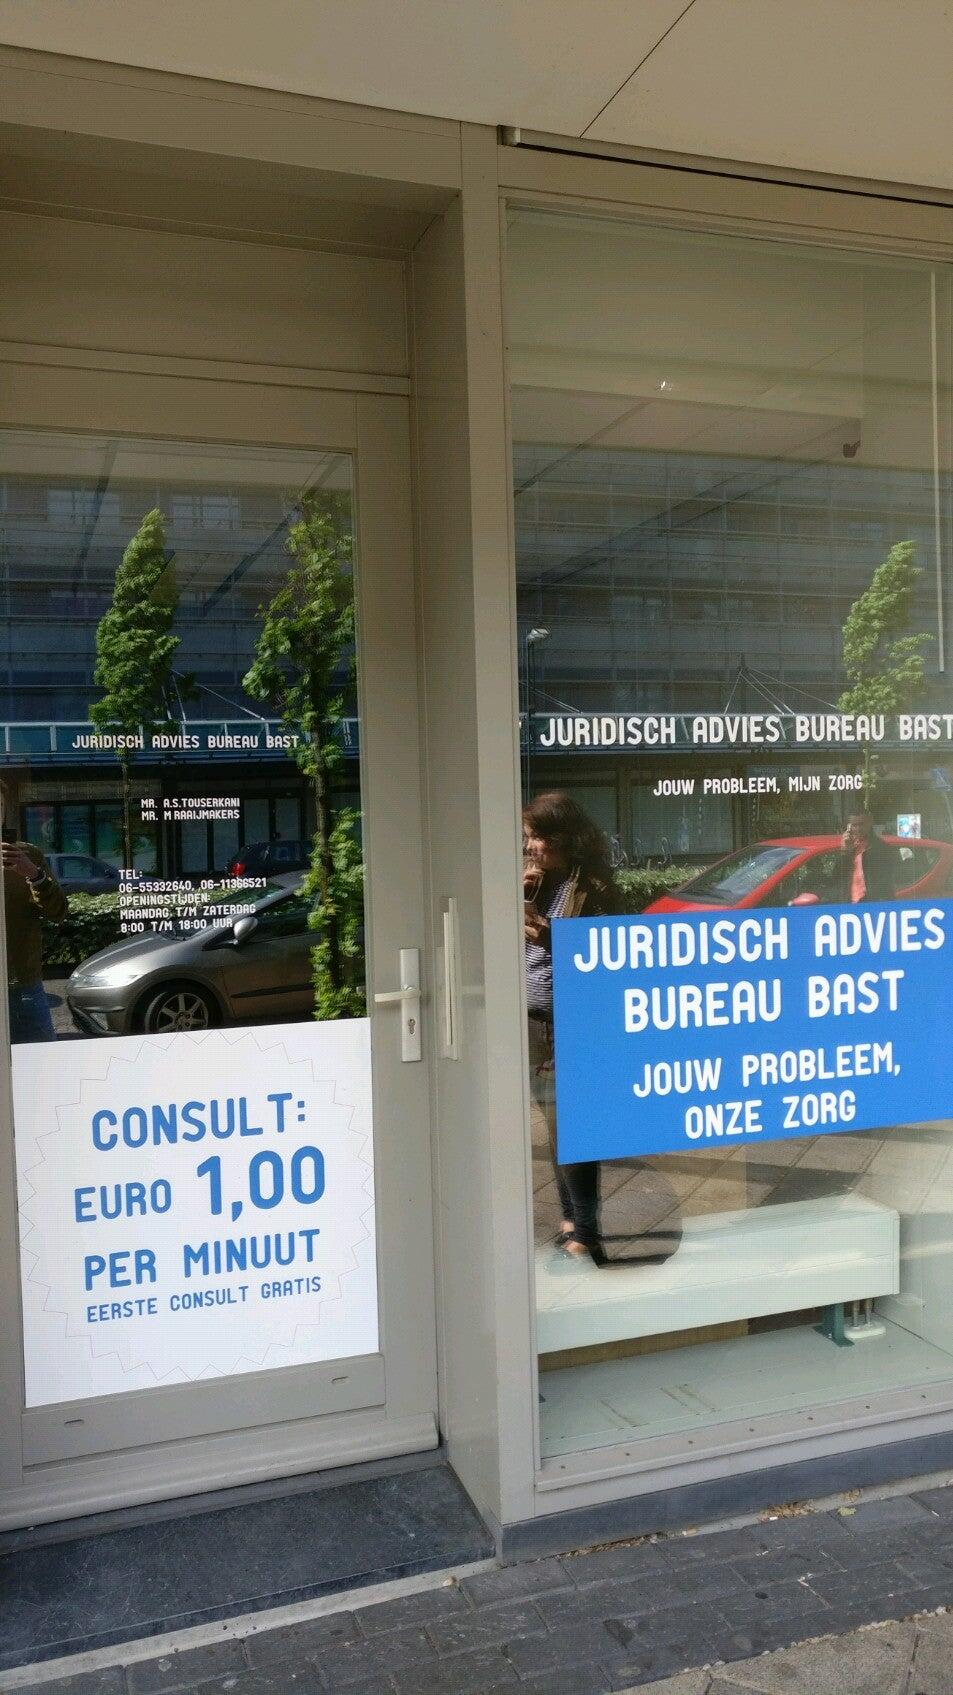 JURIDISCH ADVIES BUREAU BAST
MR. A.S.TOUSERKANI
MR. M RAAIJMAKERS
TEL:
06-55332640, 06-11366521
OPENINGSTIJDEN:
MAANDAG T/M ZATERDAG
8:00 T/M 18:00 UUR
CONSULT:
EURO 1,00
PER MINUUT
EERSTE CONSULT GRATIS
JURIDISCH ADVIES BUREAU BAST
JOUW PROBLEEM, MIJN ZORG
JURIDISCH ADVIES
BUREAU BAST
JOUW PROBLEEM,
ONZE ZORG